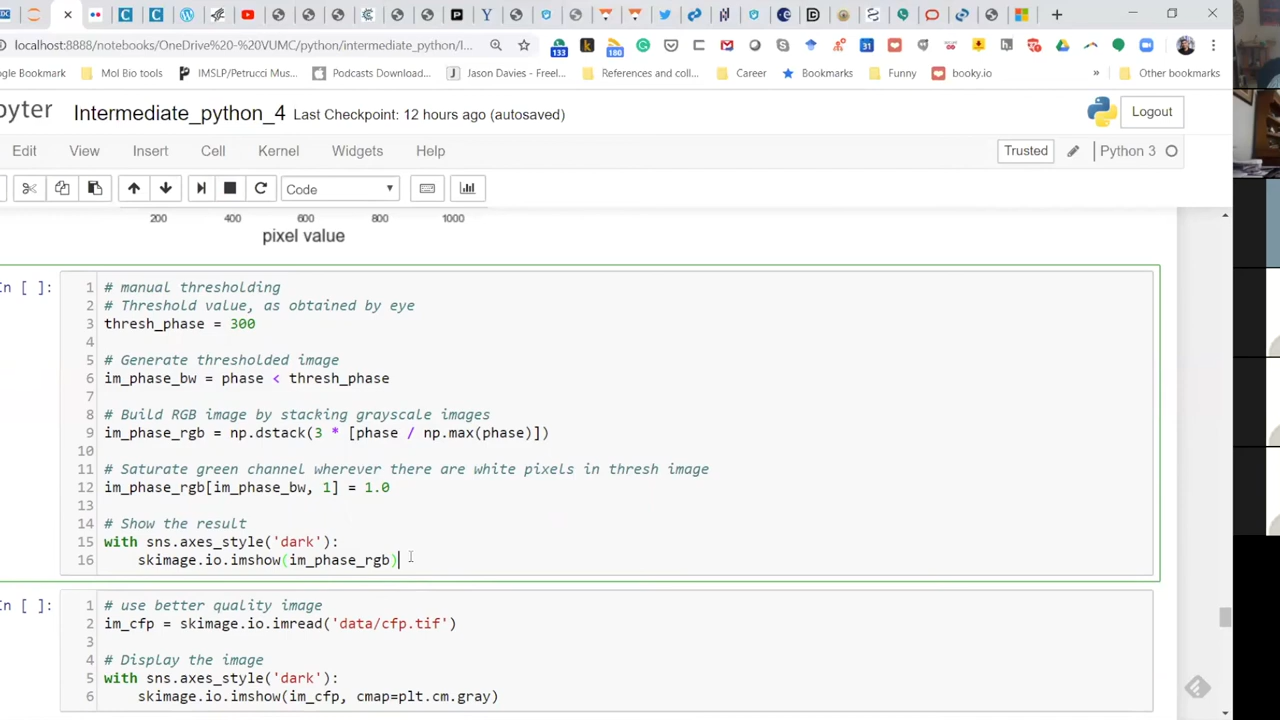 localhost:8888/notebooks/OneDrive%20-%20VUMC/python/intermediate_python/I...
133
180
31
ogle Bookmark
Mol Bio tools
IMSLP/Petrucci Mus...
Podcasts Download...
Jason Davies - Freel...
References and coll...
Career
Bookmarks
Funny
booky.io
»
Other bookmarks
pyter Intermediate_python_4 Last Checkpoint: 12 hours ago (autosaved)
Logout
Edit View Insert Cell Kernel Widgets Help
Trusted
Python 3
Code
200 400 600 800 1000
pixel value
In [ ]:
1 # manual thresholding
2 # Threshold value, as obtained by eye
3 thresh_phase = 300
4
5 # Generate thresholded image
6 im_phase_bw = phase < thresh_phase
7
8 # Build RGB image by stacking grayscale images
9 im_phase_rgb = np.dstack(3 * [phase / np.max(phase)])
10
11 # Saturate green channel wherever there are white pixels in thresh image
12 im_phase_rgb[im_phase_bw, 1] = 1.0
13
14 # Show the result
15 with sns.axes_style('dark'):
16 skimage.io.imshow(im_phase_rgb)
In [ ]:
1 # use better quality image
2 im_cfp = skimage.io.imread('data/cfp.tif')
3
4 # Display the image
5 with sns.axes_style('dark'):
6 skimage.io.imshow(im_cfp, cmap=plt.cm.gray)